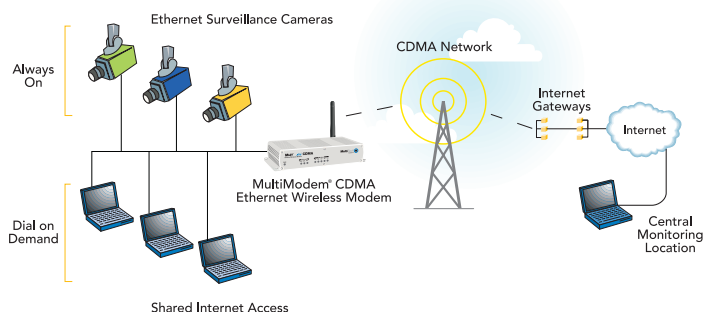 Ethernet Surveillance Cameras
Always
On
CDMA Network
Internet
Gateways
Internet
MultiModem® CDMA
Ethernet Wireless Modem
Dial on
Demand
Central
Monitoring
Location
Shared Internet Access